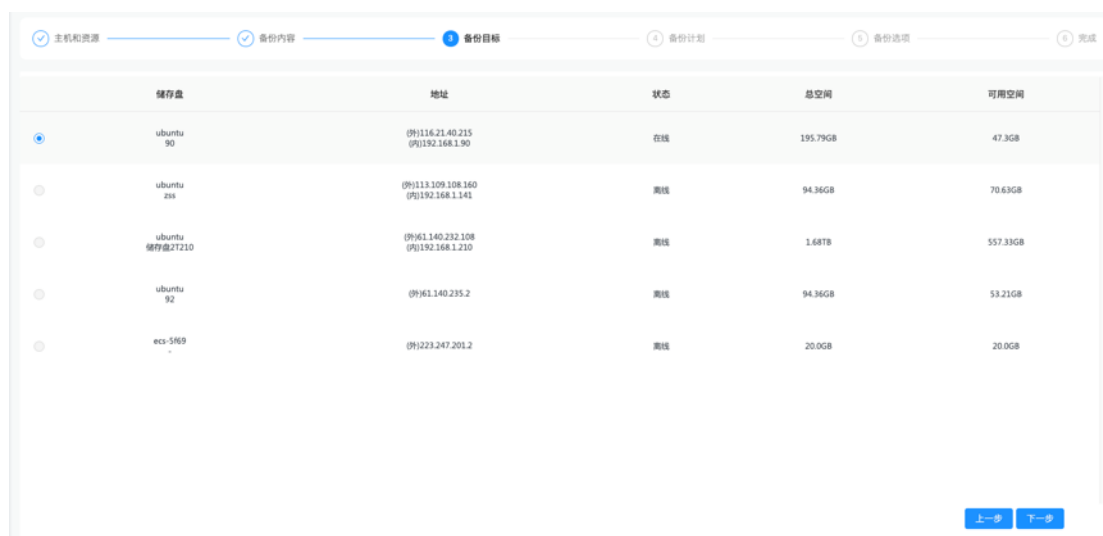 主机和资源
备份内容
3 备份目标
4 备份计划
5 备份选项
6 完成
储存盘 地址 状态 总空间 可用空间
ubuntu
90
(外)116.21.40.215
(内)192.168.1.90
在线 195.79GB 47.3GB
ubuntu
zss
(外)113.109.108.160
(内)192.168.1.141
离线 94.36GB 70.63GB
ubuntu
储存盘2T210
(外)61.140.232.108
(内)192.168.1.210
离线 1.68TB 557.33GB
ubuntu
92
(外)61.140.235.2
离线 94.36GB 53.21GB
ecs-5f69
-
(外)223.247.201.2
离线 20.0GB 20.0GB
上一步 下一步